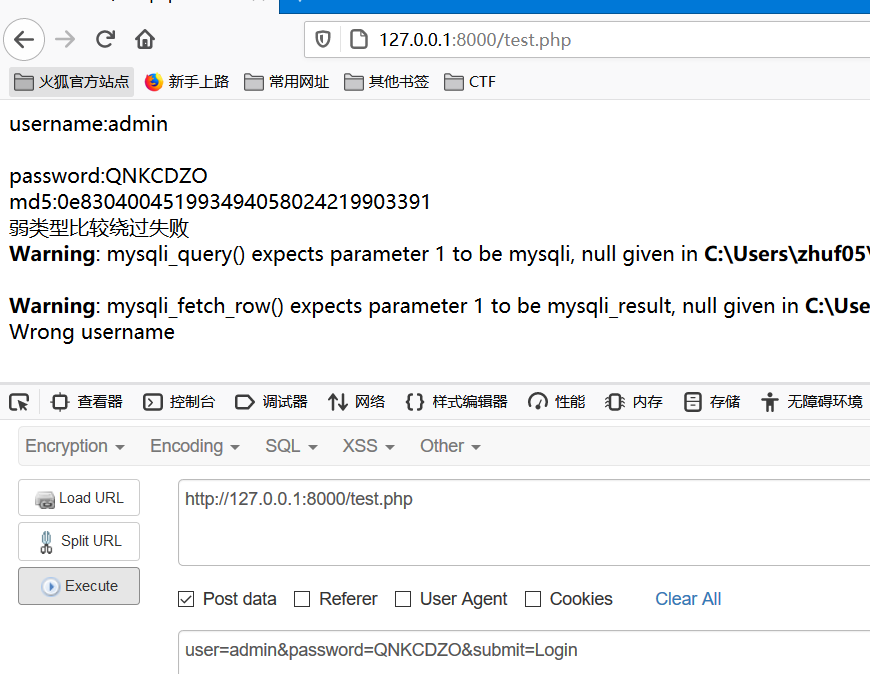 127.0.0.1:8000/test.php
火狐官方站点 新手上路 常用网址 其他书签 CTF
username:admin
password:QNKCDZO
md5:0e830400451993494058024219903391
弱类型比较绕过失败
Warning: mysqli_query() expects parameter 1 to be mysqli, null given in C:\Users\zhuf05\
Warning: mysqli_fetch_row() expects parameter 1 to be mysqli_result, null given in C:\Use
Wrong username
查看器 控制台 调试器 网络 样式编辑器 性能 内存 存储 无障碍环境
Encryption Encoding SQL XSS Other
Load URL
http://127.0.0.1:8000/test.php
Split URL
Execute
Post data Referer User Agent Cookies Clear All
user=admin&password=QNKCDZO&submit=Login